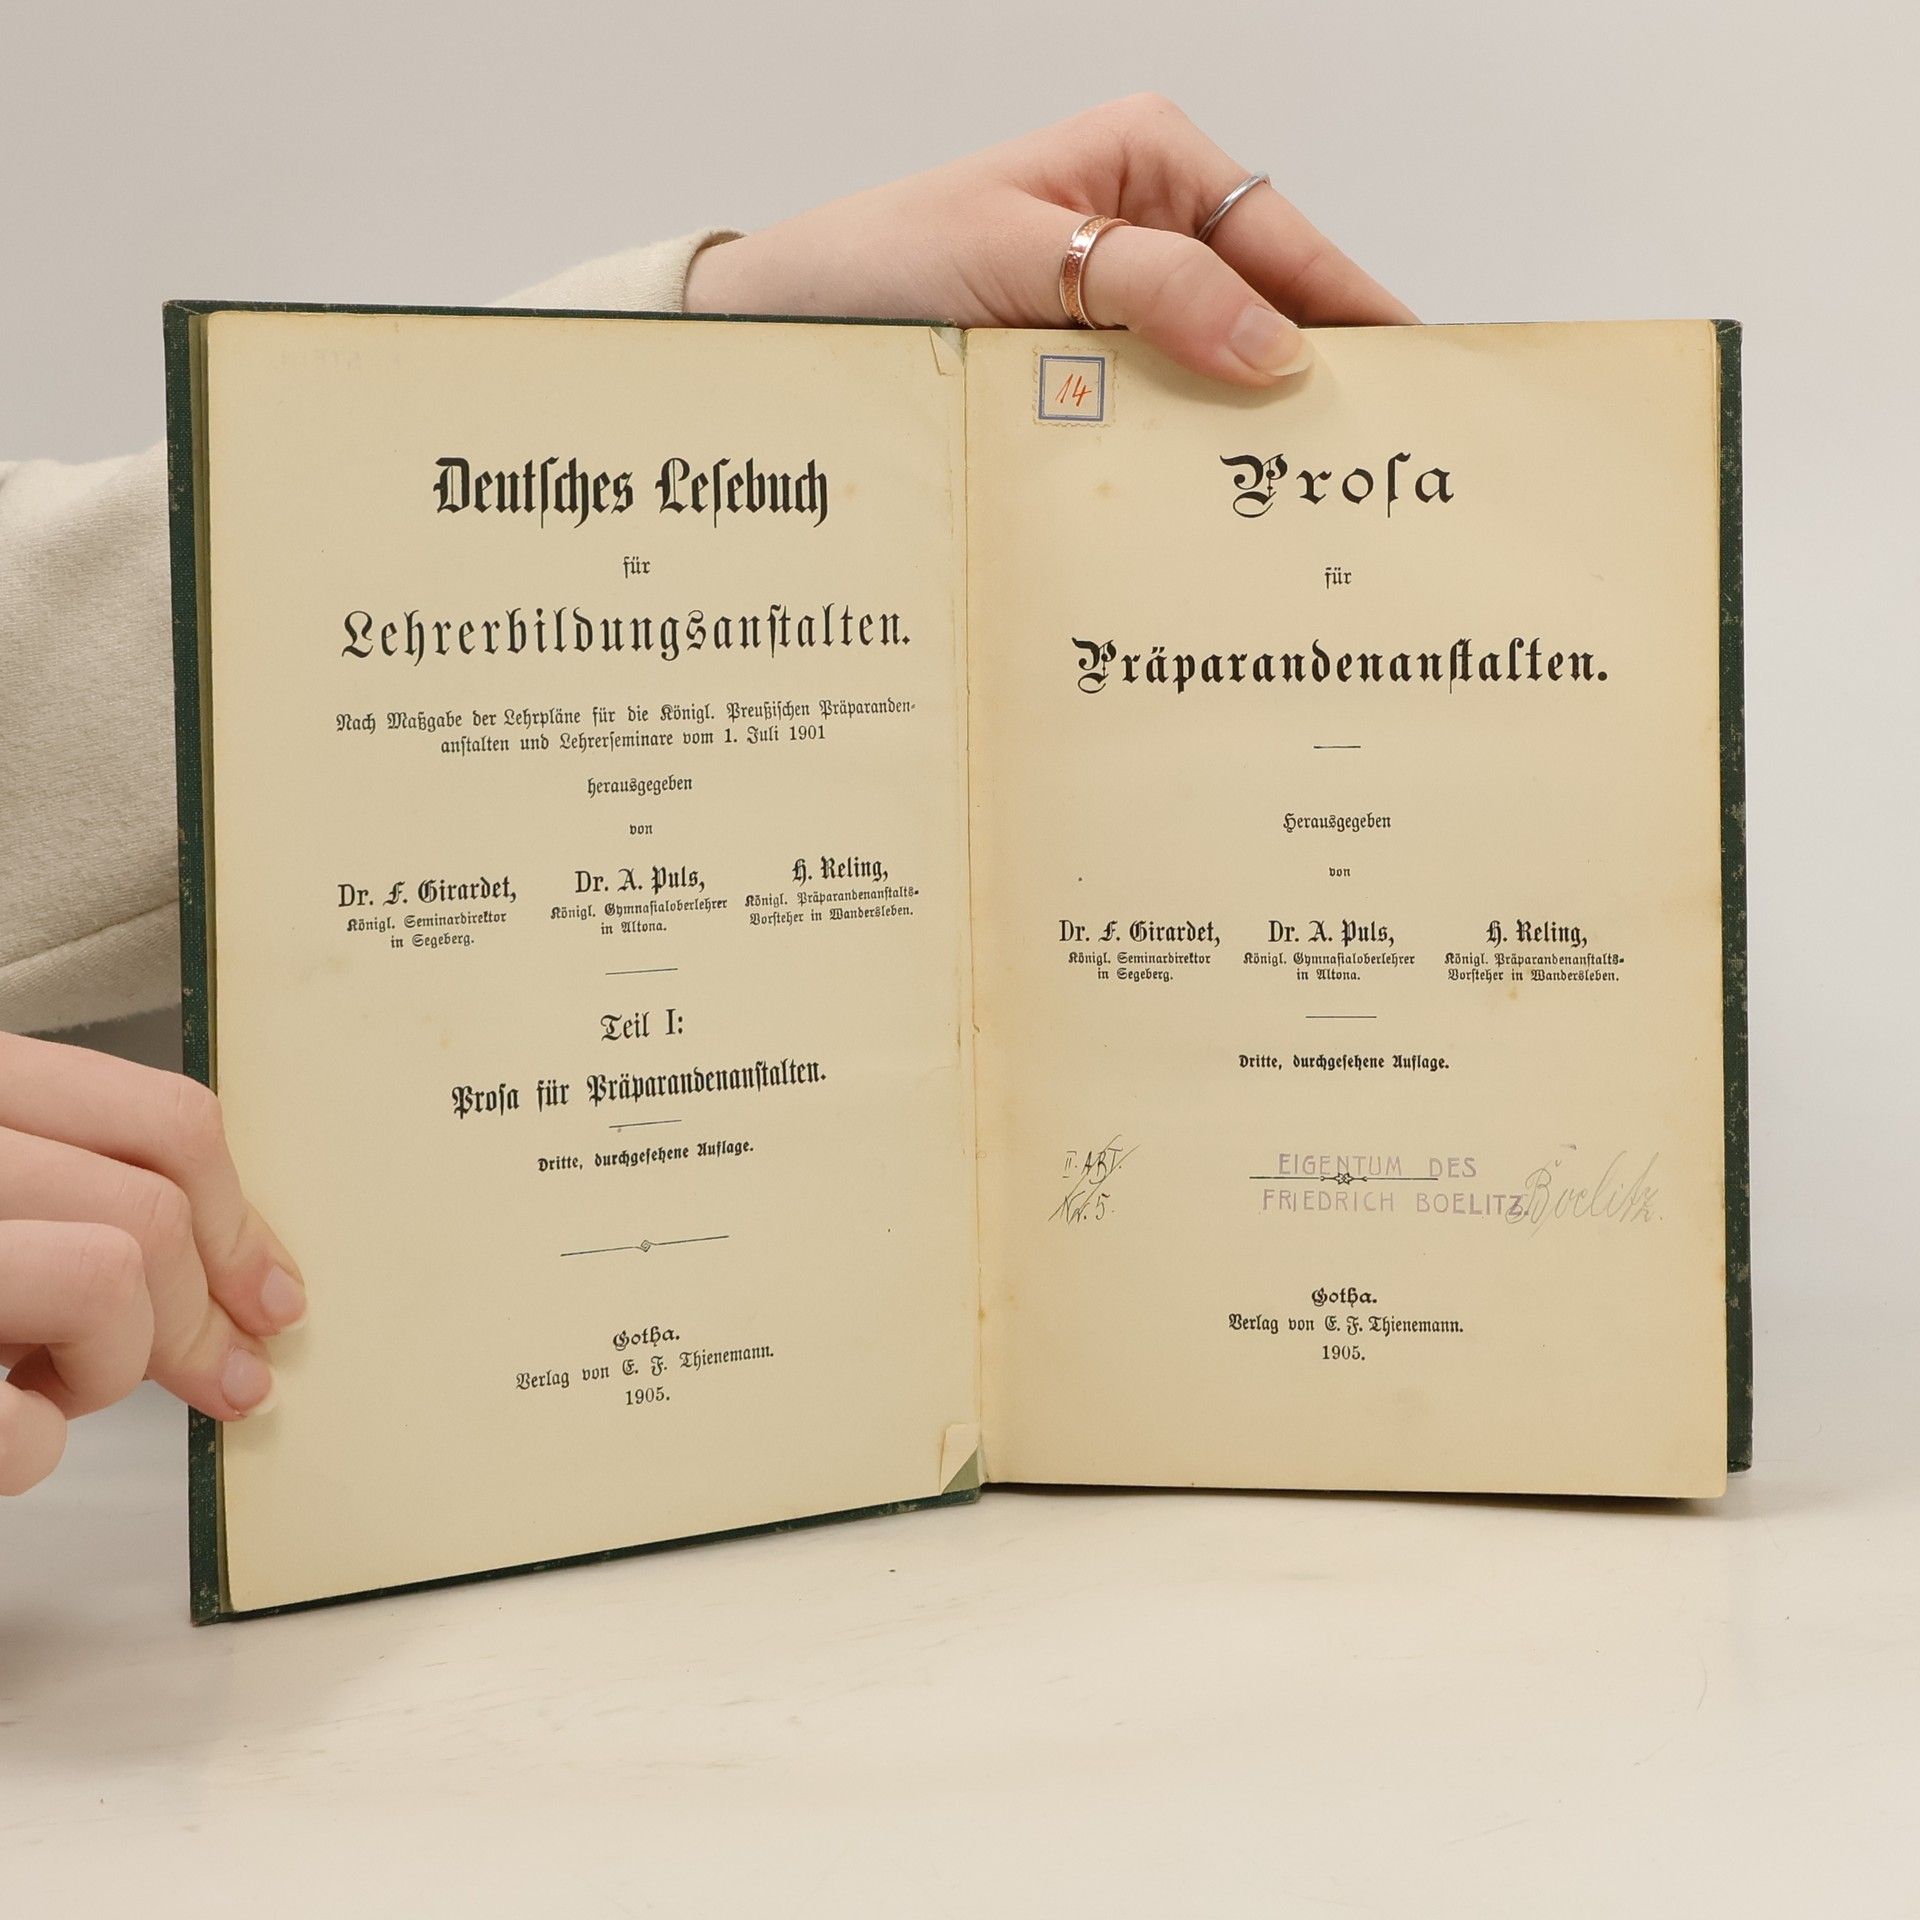 Deutſches Leſebuch
für
Lehrerbildungsanſtalten.
Nach Maßgabe der Lehrpläne für die Königl. Preußiſchen Präparanden-
anſtalten und Lehrerſeminare vom 1. Juli 1901
herausgegeben
von
Dr. F. Girardet,
Königl. Seminardirektor
in Segeberg.
Dr. A. Puls,
Königl. Gymnaſialoberlehrer
in Altona.
H. Reling,
Königl. Präparandenanſtalts-
Vorſteher in Wandersleben.
Teil I:
Proſa für Präparandenanſtalten.
Dritte, durchgeſehene Auflage.
Gotha.
Verlag von E. F. Thienemann.
1905.
14
Proſa
für
Präparandenanſtalten.
Herausgegeben
von
Dr. F. Girardet,
Königl. Seminardirektor
in Segeberg.
Dr. A. Puls,
Königl. Gymnaſialoberlehrer
in Altona.
H. Reling,
Königl. Präparandenanſtalts-
Vorſteher in Wandersleben.
Dritte, durchgeſehene Auflage.
II. ABT.
Nr. 5.
EIGENTUM DES
FRIEDRICH BOELITZ
Boelitz.
Gotha.
Verlag von E. F. Thienemann.
1905.